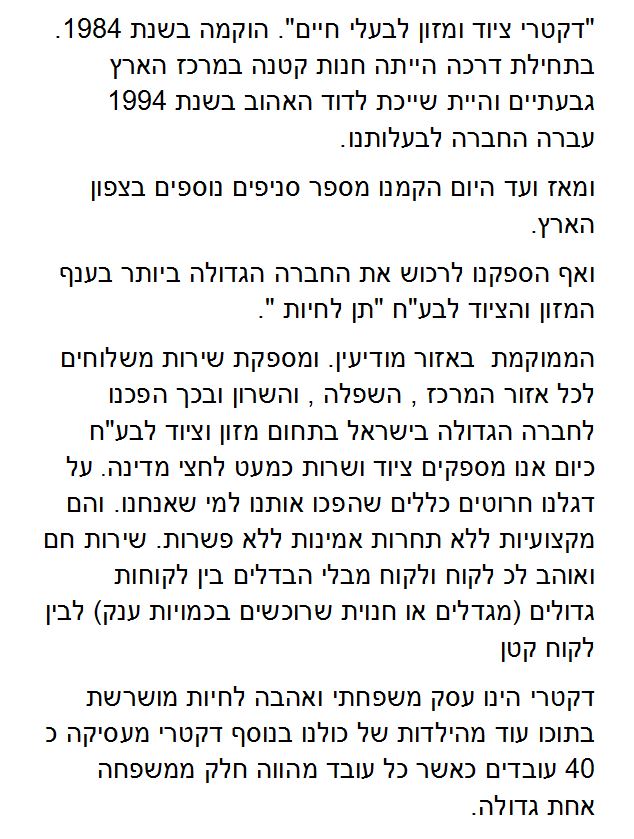 "דקטרי ציוד ומזון לבעלי חיים". הוקמה בשנת 1984.
בתחילת דרכה הייתה חנות קטנה במרכז הארץ
גבעתיים והיית שייכת לדוד האהוב בשנת 1994
עברה החברה לבעלותנו.
ומאז ועד היום הקמנו מספר סניפים נוספים בצפון
הארץ.
ואף הספקנו לרכוש את החברה הגדולה ביותר בענף
המזון והציוד לבע"ח "תן לחיות ".
הממוקמת  באזור מודיעין. ומספקת שירות משלוחים
לכל אזור המרכז , השפלה , והשרון ובכך הפכנו
לחברה הגדולה בישראל בתחום מזון וציוד לבע"ח
כיום אנו מספקים ציוד ושרות כמעט לחצי מדינה. על
דגלנו חרוטים כללים שהפכו אותנו למי שאנחנו. והם
מקצועיות ללא תחרות אמינות ללא פשרות. שירות חם
ואוהב לכ לקוח ולקוח מבלי הבדלים בין לקוחות
גדולים (מגדלים או חנוית שרוכשים בכמויות ענק) לבין
לקוח קטן
דקטרי הינו עסק משפחתי ואהבה לחיות מושרשת
בתוכו עוד מהילדות של כולנו בנוסף דקטרי מעסיקה כ
40 עובדים כאשר כל עובד מהווה חלק ממשפחה
אחת גדולה.